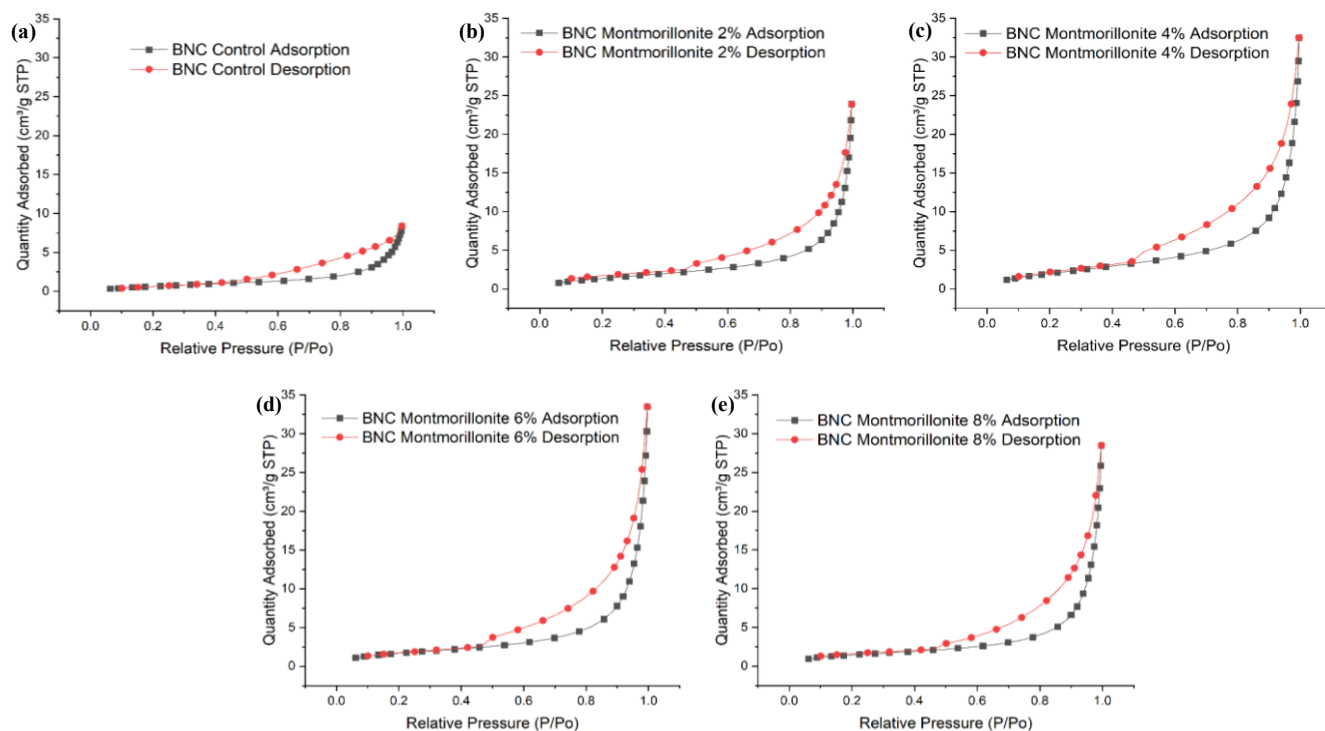 (a)
BNC Control Adsorption
BNC Control Desorption
Quantity Adsorbed (cm³/g STP)
35
30
25
20
15
10
5
0
0.0 0.2 0.4 0.6 0.8 1.0
Relative Pressure (P/Po)
(b)
BNC Montmorillonite 2% Adsorption
BNC Montmorillonite 2% Desorption
Quantity Adsorbed (cm³/g STP)
35
30
25
20
15
10
5
0
0.0 0.2 0.4 0.6 0.8 1.0
Relative Pressure (P/Po)
(c)
BNC Montmorillonite 4% Adsorption
BNC Montmorillonite 4% Desorption
Quantity Adsorbed (cm³/g STP)
35
30
25
20
15
10
5
0
0.0 0.2 0.4 0.6 0.8 1.0
Relative Pressure (P/Po)
(d)
BNC Montmorillonite 6% Adsorption
BNC Montmorillonite 6% Desorption
Quantity Adsorbed (cm³/g STP)
35
30
25
20
15
10
5
0
0.0 0.2 0.4 0.6 0.8 1.0
Relative Pressure (P/Po)
(e)
BNC Montmorillonite 8% Adsorption
BNC Montmorillonite 8% Desorption
Quantity Adsorbed (cm³/g STP)
35
30
25
20
15
10
5
0
0.0 0.2 0.4 0.6 0.8 1.0
Relative Pressure (P/Po)